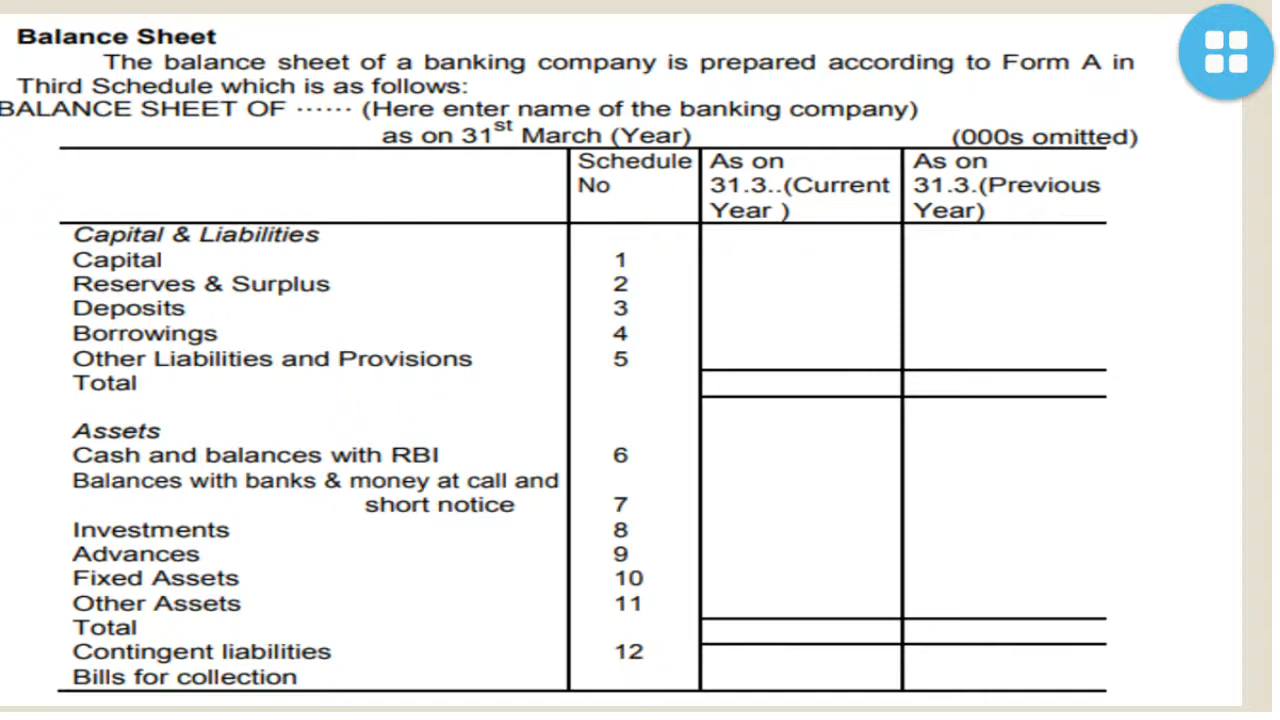 Balance Sheet
The balance sheet of a banking company is prepared according to Form A in
Third Schedule which is as follows:
BALANCE SHEET OF ······ (Here enter name of the banking company)
as on 31st March (Year) (000s omitted)
Schedule No As on 31.3..(Current Year ) As on 31.3.(Previous Year)
Capital & Liabilities
Capital 1
Reserves & Surplus 2
Deposits 3
Borrowings 4
Other Liabilities and Provisions 5
Total
Assets
Cash and balances with RBI 6
Balances with banks & money at call and
short notice 7
Investments 8
Advances 9
Fixed Assets 10
Other Assets 11
Total
Contingent liabilities 12
Bills for collection